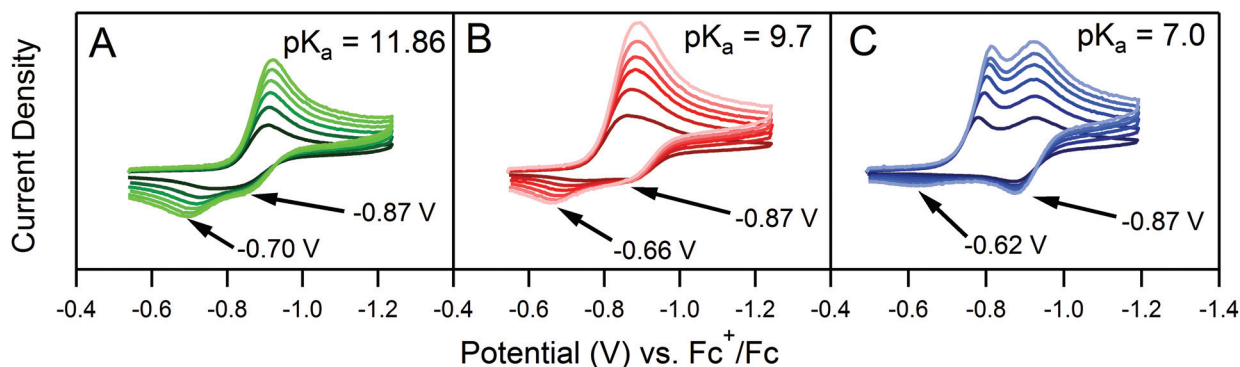 A
pKa = 11.86
B
pKa = 9.7
C
pKa = 7.0
Current Density
-0.87 V
-0.70 V
-0.87 V
-0.66 V
-0.87 V
-0.62 V
-0.4 -0.6 -0.8 -1.0 -1.2 -0.4 -0.6 -0.8 -1.0 -1.2 -0.4 -0.6 -0.8 -1.0 -1.2 -1.4
Potential (V) vs. Fc+/Fc